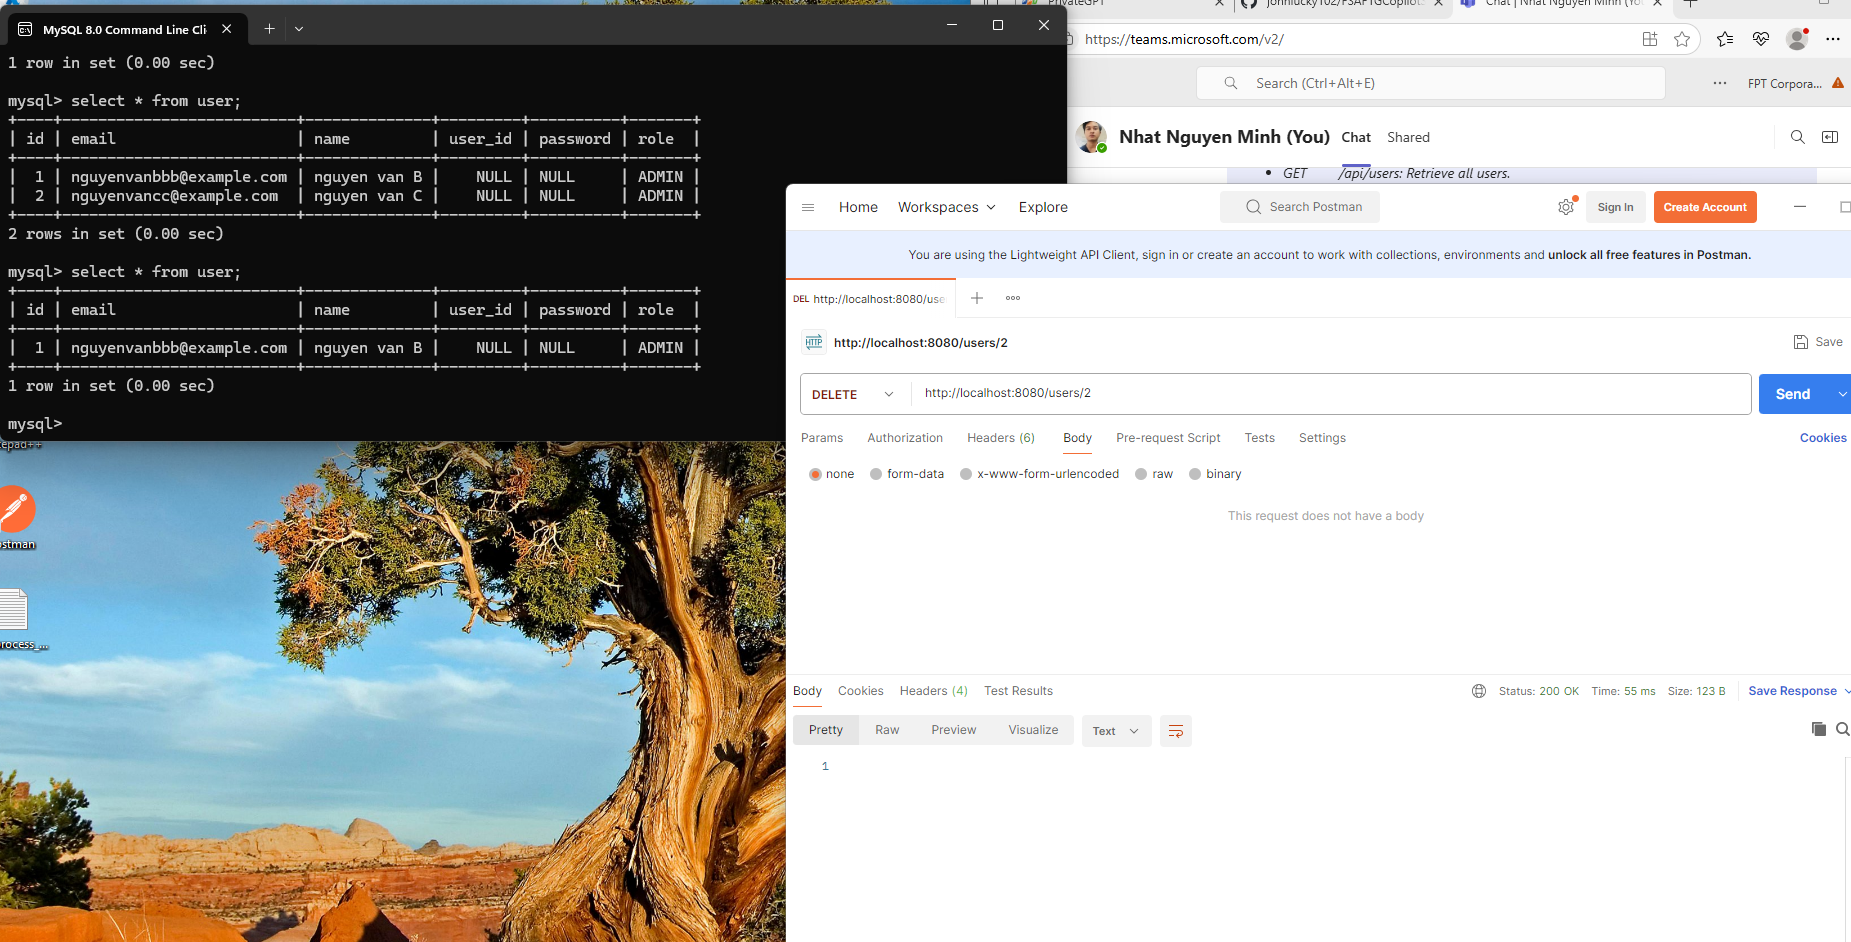 MySQL 8.0 Command Line Cli
1 row in set (0.00 sec)
mysql> select * from user;
+----+--------------------------+--------------+---------+----------+-------+
| id | email                    | name         | user_id | password | role  |
+----+--------------------------+--------------+---------+----------+-------+
|  1 | nguyenvanbbb@example.com | nguyen van B |    NULL | NULL     | ADMIN |
|  2 | nguyenvancc@example.com  | nguyen van C |    NULL | NULL     | ADMIN |
+----+--------------------------+--------------+---------+----------+-------+
2 rows in set (0.00 sec)
mysql> select * from user;
+----+--------------------------+--------------+---------+----------+-------+
| id | email                    | name         | user_id | password | role  |
+----+--------------------------+--------------+---------+----------+-------+
|  1 | nguyenvanbbb@example.com | nguyen van B |    NULL | NULL     | ADMIN |
+----+--------------------------+--------------+---------+----------+-------+
1 row in set (0.00 sec)
mysql>
epad++
ostman
rocess_...
PrivateGPT
johnlucky102/FSAPTGCopilot
Chat | Nhat Nguyen Minh (You
https://teams.microsoft.com/v2/
Search (Ctrl+Alt+E)
FPT Corpora...
Nhat Nguyen Minh (You) Chat Shared
• GET /api/users: Retrieve all users.
Home Workspaces Explore
Search Postman
Sign In
Create Account
You are using the Lightweight API Client, sign in or create an account to work with collections, environments and unlock all free features in Postman.
DEL http://localhost:8080/use
HTTP http://localhost:8080/users/2
Save
DELETE http://localhost:8080/users/2
Send
Params Authorization Headers (6) Body Pre-request Script Tests Settings
Cookies
none form-data x-www-form-urlencoded raw binary
This request does not have a body
Body Cookies Headers (4) Test Results
Status: 200 OK Time: 55 ms Size: 123 B Save Response
Pretty Raw Preview Visualize Text
1